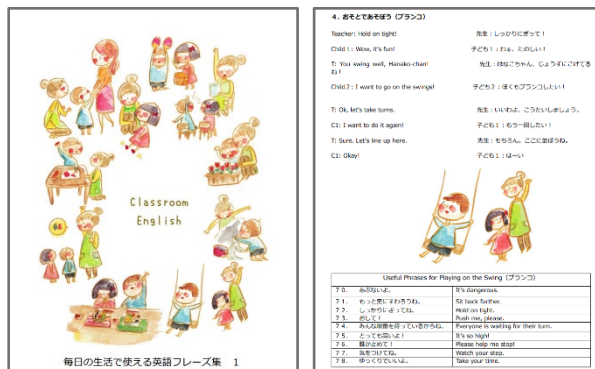 Classroom
English
毎日の生活で使える英語フレーズ集 1
4．おそとであそぼう（ブランコ）
Teacher: Hold on tight! 先生：しっかりにぎって！
Child 1: Wow, it's fun! 子ども１：わぁ、たのしい！
T: You swing well, Hanako-chan! 先生：はなこちゃん、じょうずにこげてる
ね！
Child 2: I want to go on the swings! 子ども２：ぼくもブランコしたい！
T: Ok, let's take turns. 先生：いいわよ、こうたいしましょう。
C1: I want to do it again! 子ども１：もう一回したい！
T: Sure. Let's line up here. 先生：もちろん。ここに並ぼうね。
C1: Okay! 子ども１：はーい
Useful Phrases for Playing on the Swing（ブランコ）
７０． あぶないよ。 It's dangerous.
７１． もっと奥にすわろうね。 Sit back farther.
７２． しっかりにぎってね。 Hold on tight.
７３． おして！ Push me, please.
７４． みんな順番を待っているからね。 Everyone is waiting for their turn.
７５． とっても高いよ！ It's so high!
７６． 誰か止めて！ Please help me stop!
７７． 気をつけてね。 Watch your step.
７８． ゆっくりでいいよ。 Take your time.